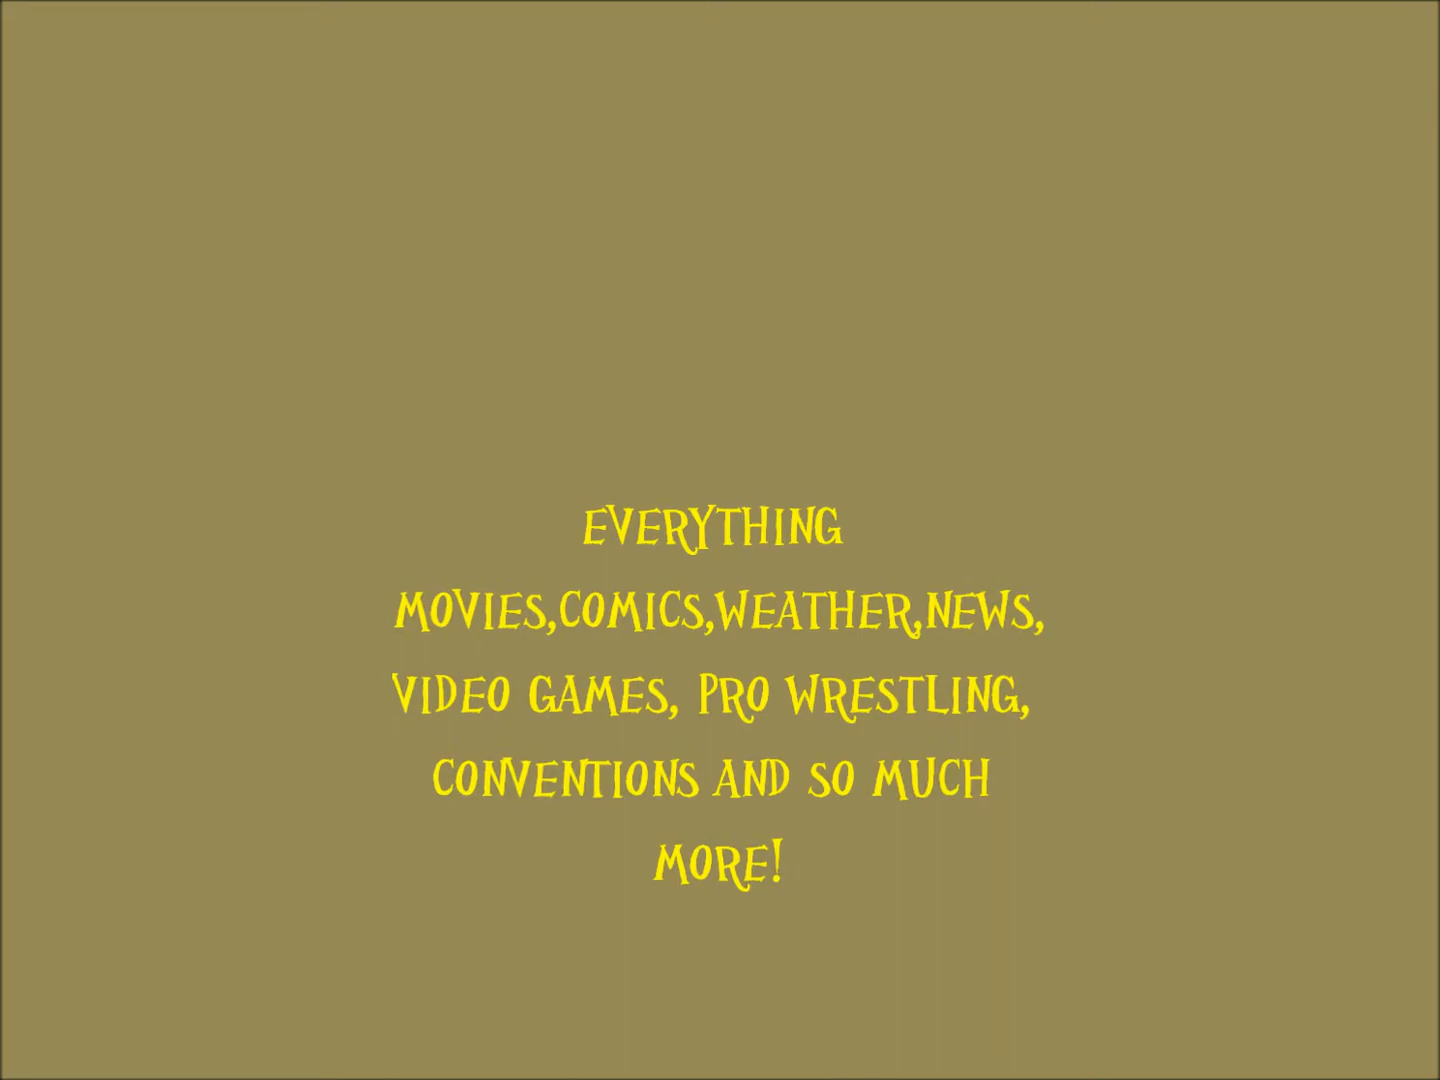 EVERYTHING
MOVIES,COMICS,WEATHER,NEWS,
VIDEO GAMES, PRO WRESTLING,
CONVENTIONS AND SO MUCH
MORE!